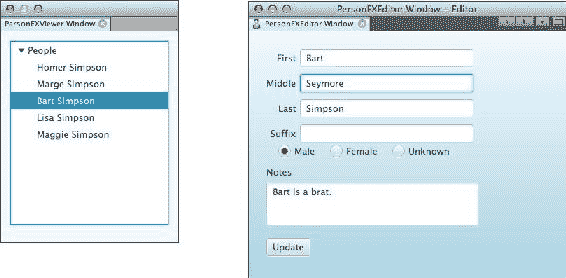 PersonFXViewer Window
People
Homer Simpson
Marge Simpson
Bart Simpson
Lisa Simpson
Maggie Simpson
PersonFXEditor Window – Editor
PersonFXEditor Window
First Bart
Middle Seymore
Last Simpson
Suffix
Male Female Unknown
Notes
Bart is a brat.
Update